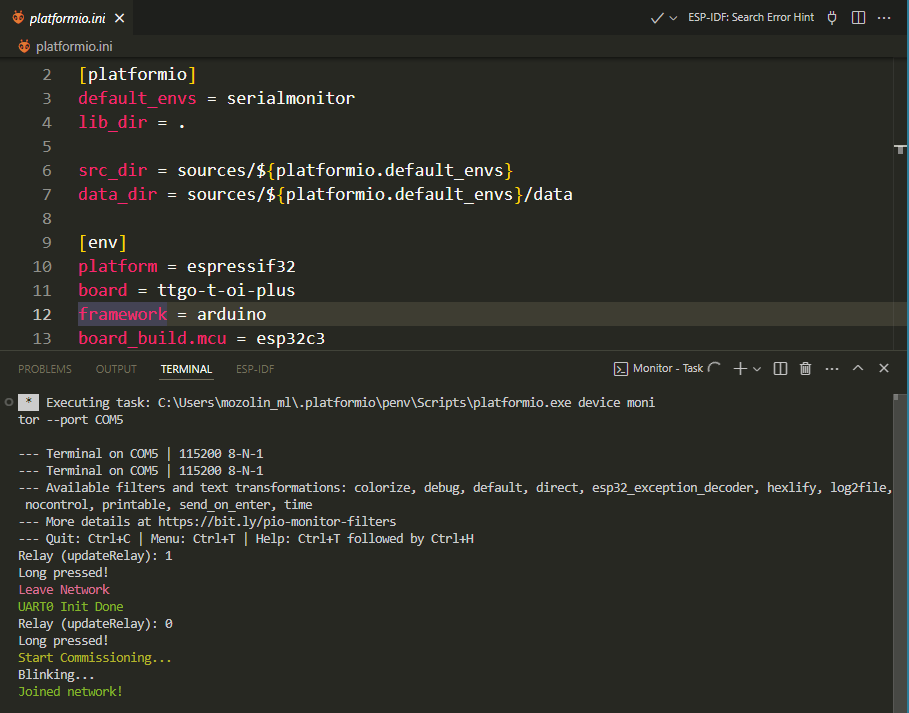 platformio.ini
ESP-IDF: Search Error Hint
platformio.ini
2 [platformio]
3 default_envs = serialmonitor
4 lib_dir = .
5
6 src_dir = sources/${platformio.default_envs}
7 data_dir = sources/${platformio.default_envs}/data
8
9 [env]
10 platform = espressif32
11 board = ttgo-t-oi-plus
12 framework = arduino
13 board_build.mcu = esp32c3
PROBLEMS OUTPUT TERMINAL ESP-IDF Monitor - Task
* Executing task: C:\Users\mozolin_ml\.platformio\penv\Scripts\platformio.exe device moni
tor --port COM5
--- Terminal on COM5 | 115200 8-N-1
--- Terminal on COM5 | 115200 8-N-1
--- Available filters and text transformations: colorize, debug, default, direct, esp32_exception_decoder, hexlify, log2file,
nocontrol, printable, send_on_enter, time
--- More details at https://bit.ly/pio-monitor-filters
--- Quit: Ctrl+C | Menu: Ctrl+T | Help: Ctrl+T followed by Ctrl+H
Relay (updateRelay): 1
Long pressed!
Leave Network
UART0 Init Done
Relay (updateRelay): 0
Long pressed!
Start Commissioning...
Blinking...
Joined network!